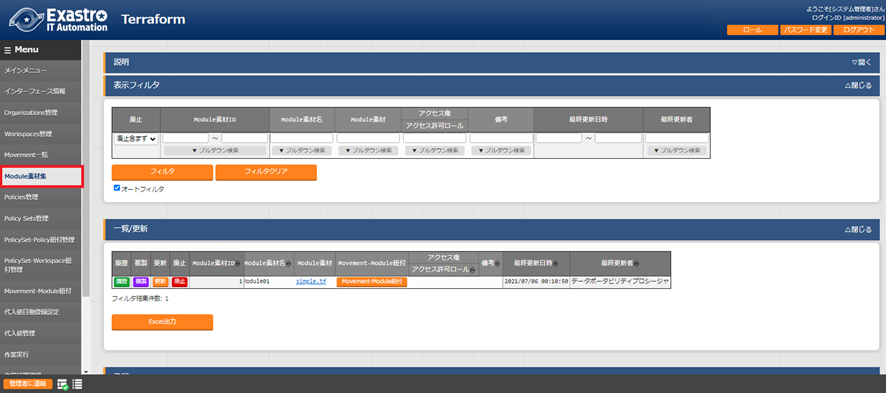 Exastro
IT Automation
Terraform
ようこそ[システム管理者]さん
ログインID [administrator]
ロール
パスワード変更
ログアウト
Menu
メインメニュー
インターフェース情報
Organizations管理
Workspaces管理
Movement一覧
Module素材集
Policies管理
Policy Sets管理
PolicySet-Policy紐付管理
PolicySet-Workspace紐
付管理
Movement-Module紐付
代入値自動登録設定
代入値管理
作業実行
説明
▽開く
表示フィルタ
△閉じる
廃止 Module素材ID Module素材名 Module素材 アクセス権 備考 最終更新日時 最終更新者
アクセス許可ロール
廃止含まず ～ ～
▼ プルダウン検索 ▼ プルダウン検索 ▼ プルダウン検索 ▼ プルダウン検索 ▼ プルダウン検索 ▼ プルダウン検索
フィルタ フィルタクリア
オートフィルタ
一覧/更新
△閉じる
履歴 複製 更新 廃止 Module素材ID Module素材名 Module素材 Movement-Module紐付 アクセス権 備考 最終更新日時 最終更新者
アクセス許可ロール
履歴 複製 更新 廃止 1 odule01 simple.tf Movement-Module紐付 2021/07/06 00:10:50 データポータビリティプロシージャ
フィルタ結果件数: 1
Excel出力
管理者に連絡